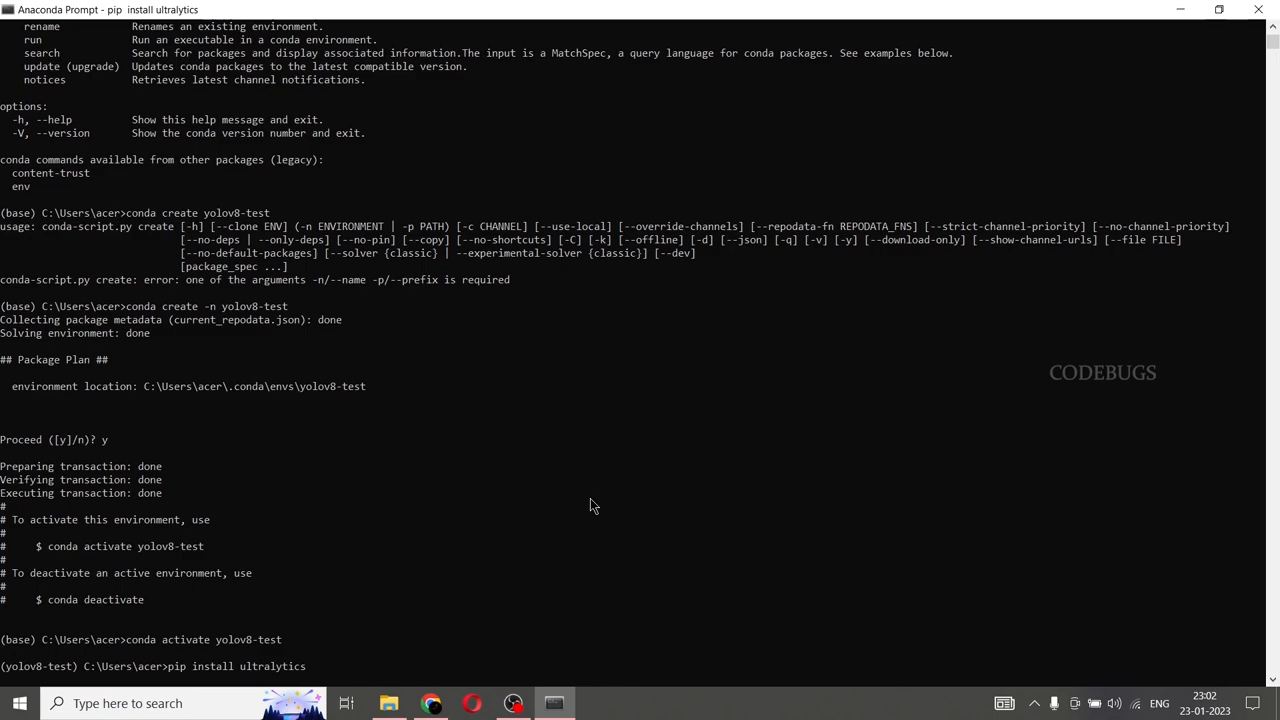 Anaconda Prompt - pip  install ultralytics
rename            Renames an existing environment.
run               Run an executable in a conda environment.
search            Search for packages and display associated information.The input is a MatchSpec, a query language for conda packages. See examples below.
update (upgrade)  Updates conda packages to the latest compatible version.
notices           Retrieves latest channel notifications.
options:
-h, --help          Show this help message and exit.
-V, --version       Show the conda version number and exit.
conda commands available from other packages (legacy):
content-trust
env
(base) C:\Users\acer>conda create yolov8-test
usage: conda-script.py create [-h] [--clone ENV] (-n ENVIRONMENT | -p PATH) [-c CHANNEL] [--use-local] [--override-channels] [--repodata-fn REPODATA_FNS] [--strict-channel-priority] [--no-channel-priority]
[--no-deps | --only-deps] [--no-pin] [--copy] [--no-shortcuts] [-C] [-k] [--offline] [-d] [--json] [-q] [-v] [-y] [--download-only] [--show-channel-urls] [--file FILE]
[--no-default-packages] [--solver {classic} | --experimental-solver {classic}] [--dev]
[package_spec ...]
conda-script.py create: error: one of the arguments -n/--name -p/--prefix is required
(base) C:\Users\acer>conda create -n yolov8-test
Collecting package metadata (current_repodata.json): done
Solving environment: done
## Package Plan ##
environment location: C:\Users\acer\.conda\envs\yolov8-test
CODEBUGS
Proceed ([y]/n)? y
Preparing transaction: done
Verifying transaction: done
Executing transaction: done
#
# To activate this environment, use
#
#     $ conda activate yolov8-test
#
# To deactivate an active environment, use
#
#     $ conda deactivate
(base) C:\Users\acer>conda activate yolov8-test
(yolov8-test) C:\Users\acer>pip install ultralytics
Type here to search
ENG
23:02
23-01-2023